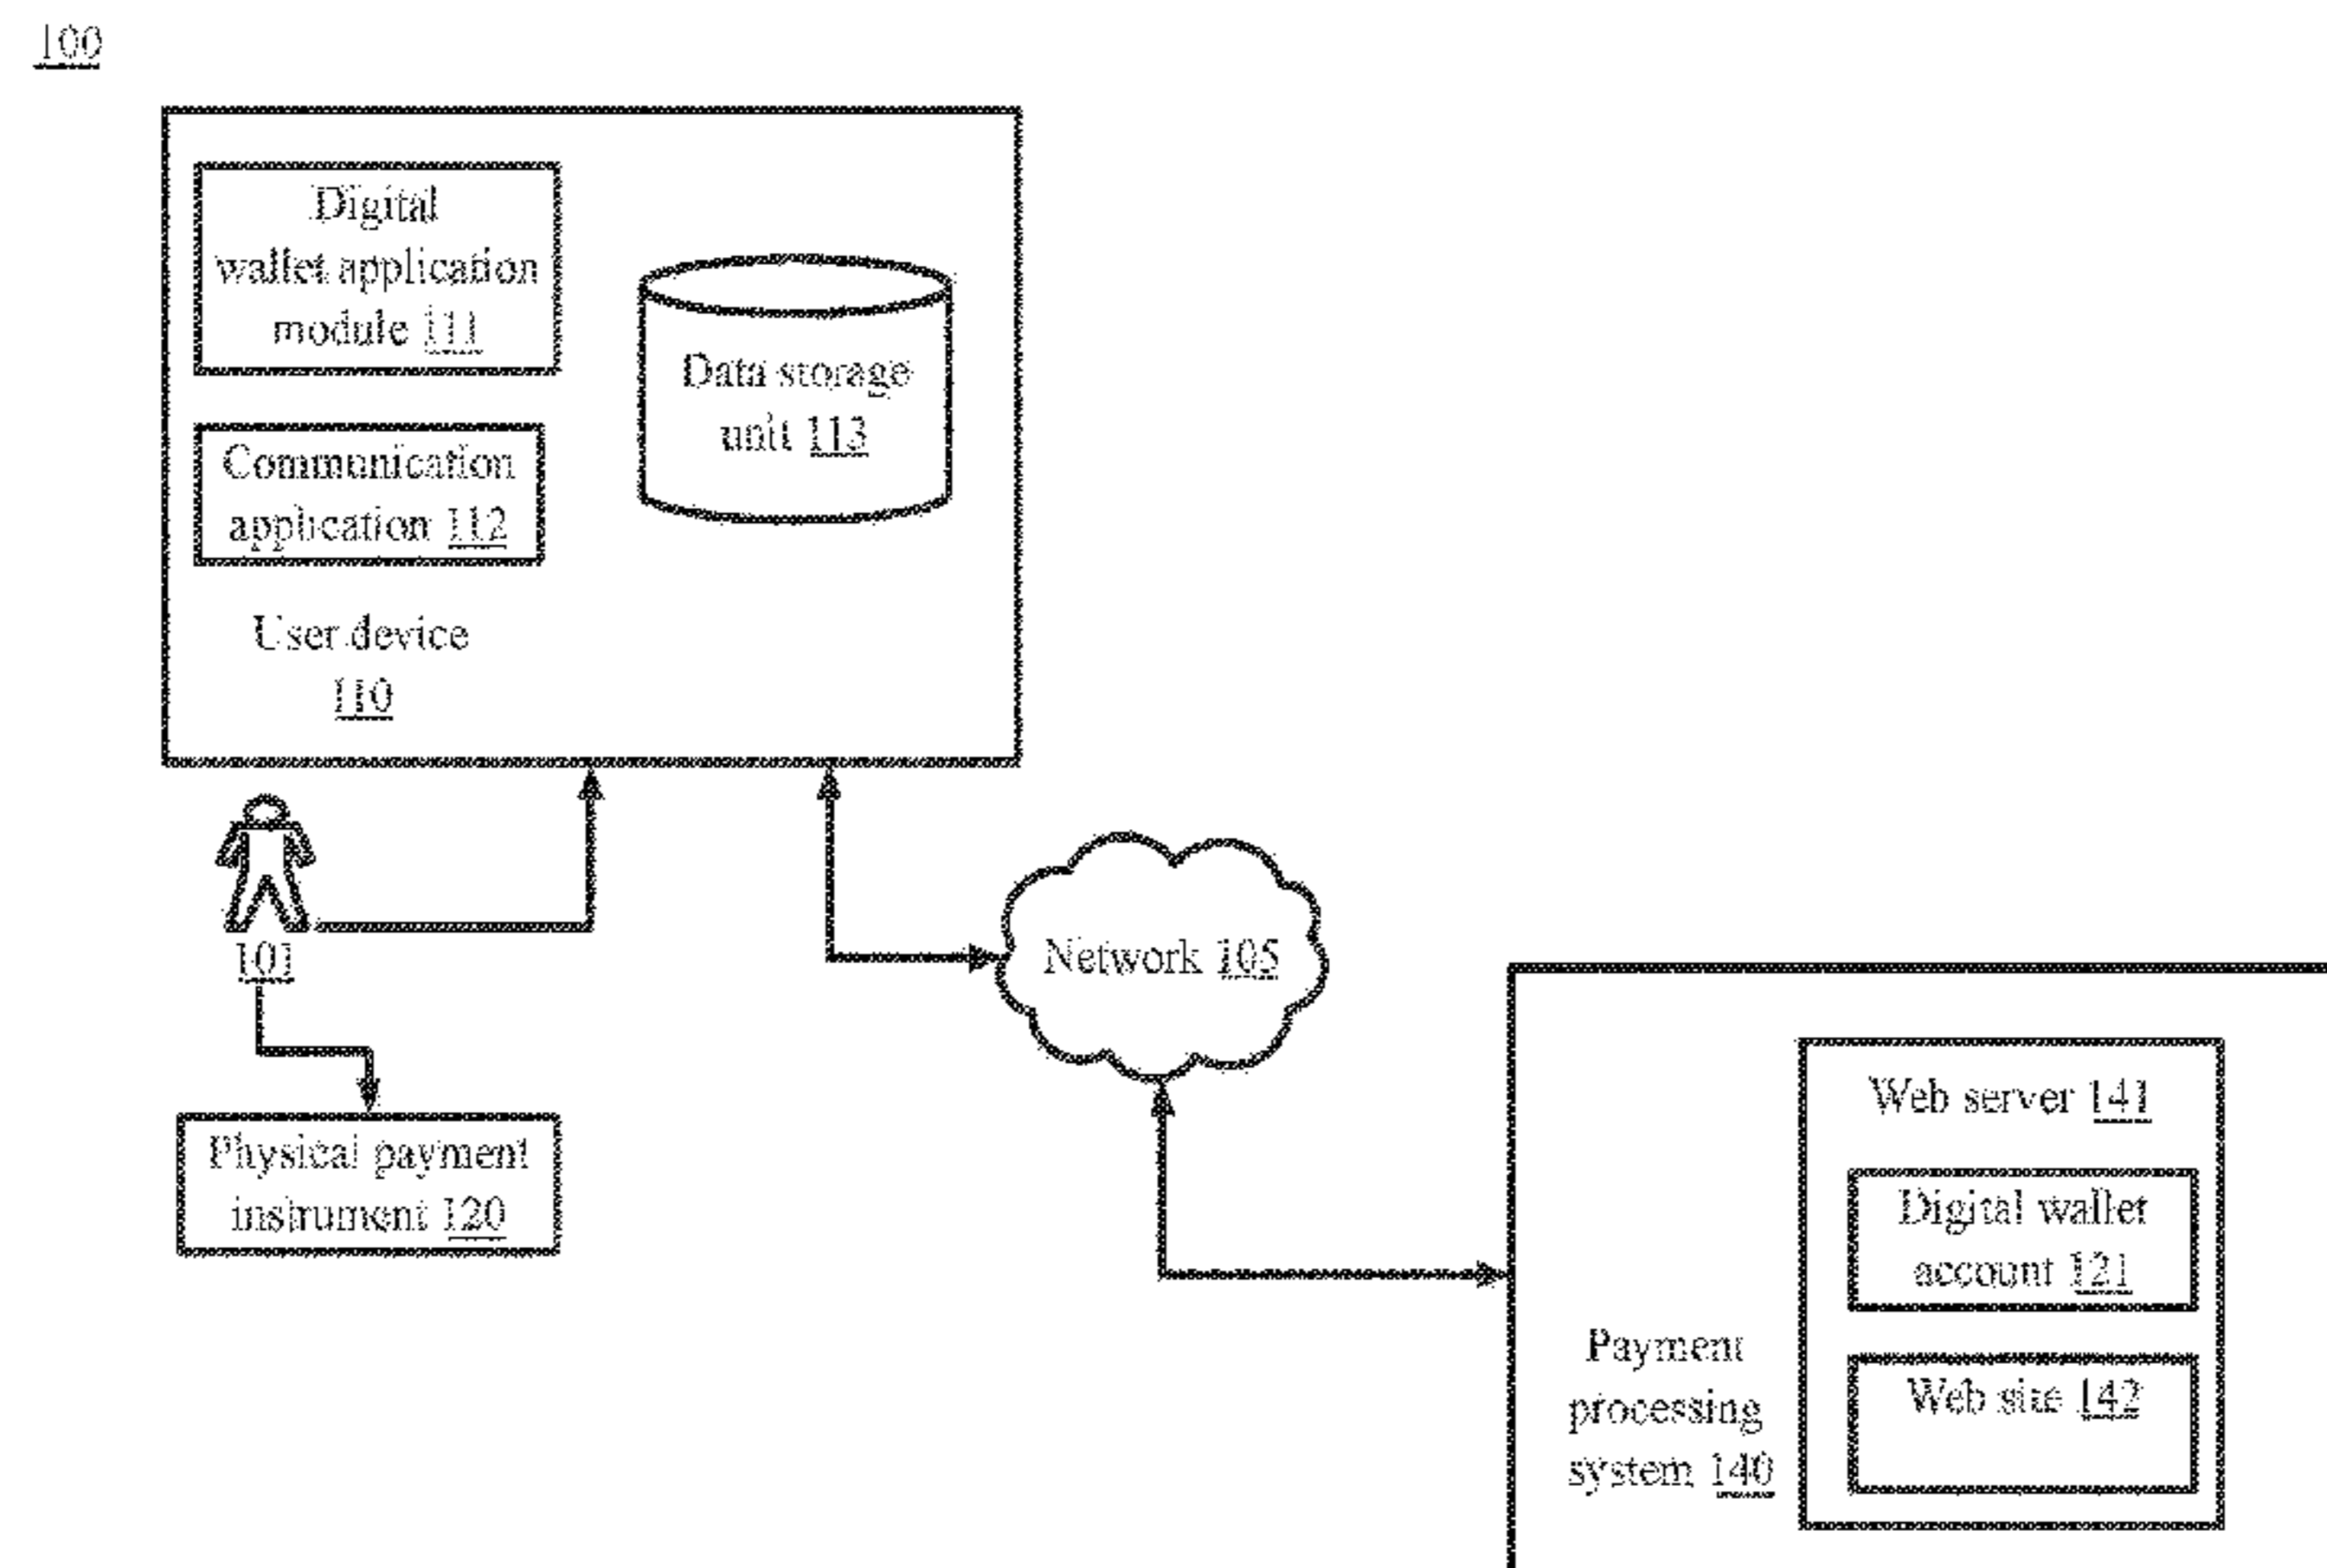 100
Digital
wallet application
module 111
Communication
application 112
Data storage
unit 113
User device
110
101
Network 105
Physical payment
instrument 120
Web server 141
Digital wallet
account 121
Web site 142
Payment
processing
system 140